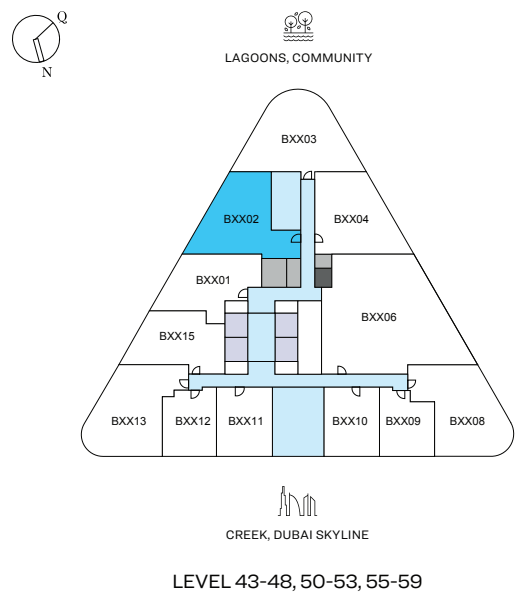 Q
N
LAGOONS, COMMUNITY
BXX03
BXX02
BXX04
BXX01
BXX06
BXX15
BXX13
BXX12
BXX11
BXX10
BXX09
BXX08
CREEK, DUBAI SKYLINE
LEVEL 43-48, 50-53, 55-59